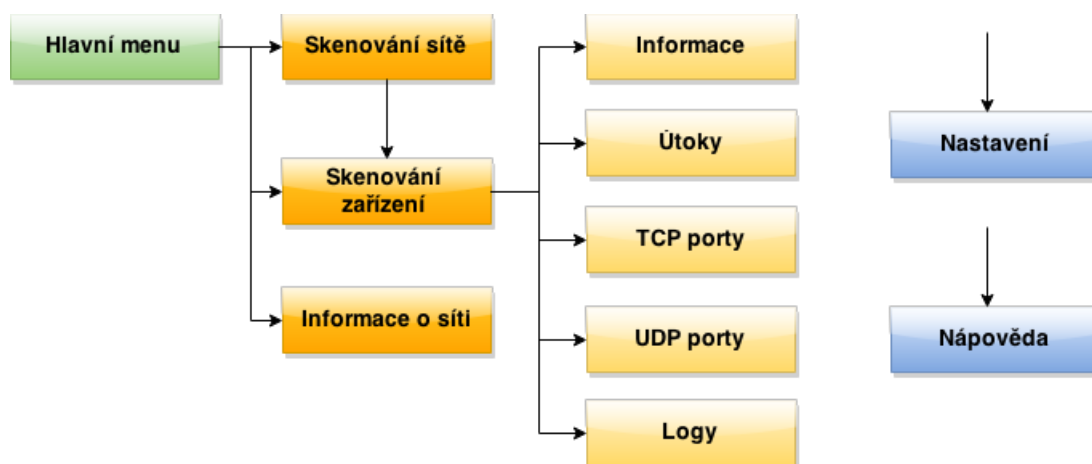 Hlavní menu
Skenování sítě
Skenování
zařízení
Informace o síti
Informace
Útoky
TCP porty
UDP porty
Logy
Nastavení
Nápověda